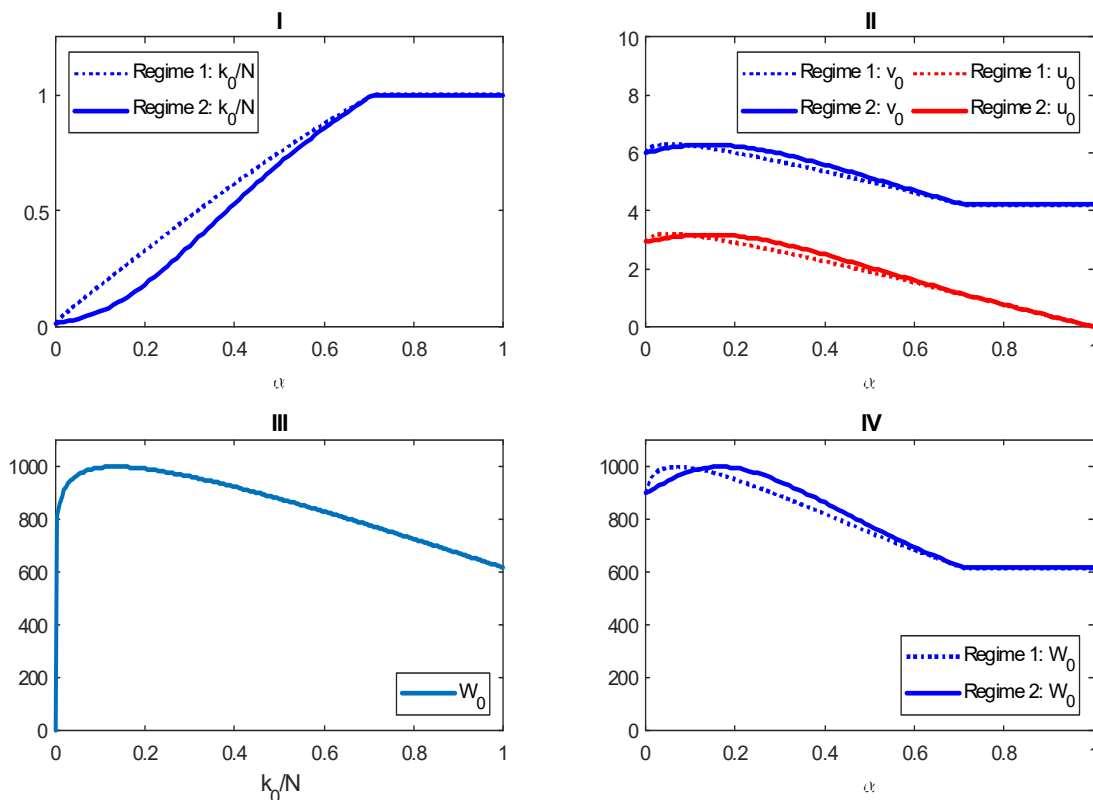 I
Regime 1: k0/N
Regime 2: k0/N
1
0.5
0
0 0.2 0.4 0.6 0.8 1
α
II
10
8
6
4
2
0
Regime 1: v0 Regime 1: u0
Regime 2: v0 Regime 2: u0
0 0.2 0.4 0.6 0.8 1
α
III
1000
800
600
400
200
0
W0
0 0.2 0.4 0.6 0.8 1
k0/N
IV
1000
800
600
400
200
0
Regime 1: W0
Regime 2: W0
0 0.2 0.4 0.6 0.8 1
α